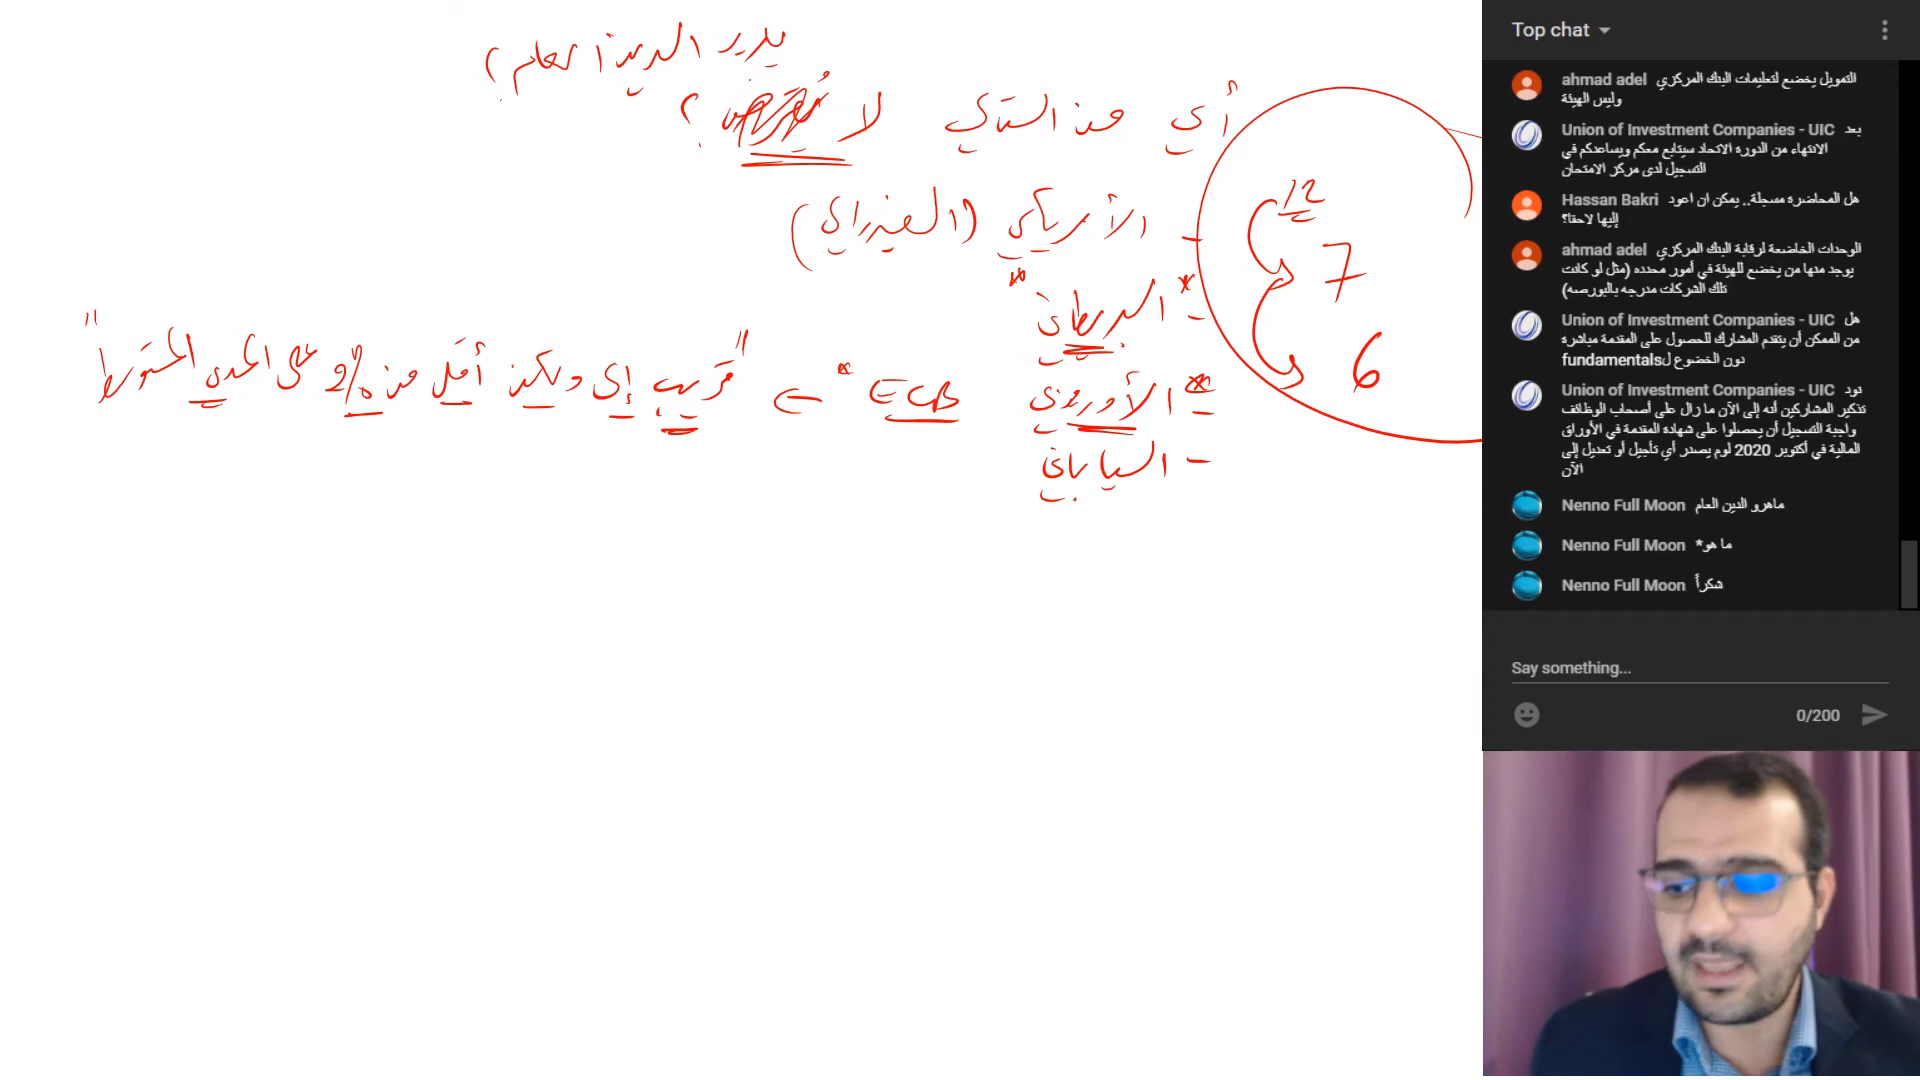 يدير الدين العام؟
أي من التالي لا ؟
- الأمريكي (الفيدرالي)
- البريطاني
- الأوروبي
ECB ← "قريب إلى ولكن أقل من 2% على المدى المتوسط"
- الياباني
12
7
6
Top chat
ahmad adel التمويل يخضع لتعليمات البنك المركزي
وليس الهيئة
Union of Investment Companies - UIC بعد
الانتهاء من الدورة الاتحاد سيتابع معكم ويساعدكم في
التسجيل لدى مركز الامتحان
Hassan Bakri هل المحاضرة مسجلة.. يمكن ان اعود
إليها لاحقا؟
ahmad adel الوحدات الخاضعة لرقابة البنك المركزي
يوجد منها من يخضع للهيئة في أمور محدده (مثل لو كانت
تلك الشركات مدرجه بالبورصه)
Union of Investment Companies - UIC هل
من الممكن أن يتقدم المشارك للحصول على المقدمة مباشرة
دون الخضوع لfundamentals
Union of Investment Companies - UIC نود
تذكير المشاركين أنه إلى الآن ما زال على أصحاب الوظائف
واجبة التسجيل أن يحصلوا على شهاده المقدمة في الأوراق
المالية في أكتوبر 2020 لوم يصدر أي تأجيل أو تعديل إلى
الآن
Nenno Full Moon ماهرو الدين العام
Nenno Full Moon ما هو*
Nenno Full Moon شكراً
Say something...
0/200